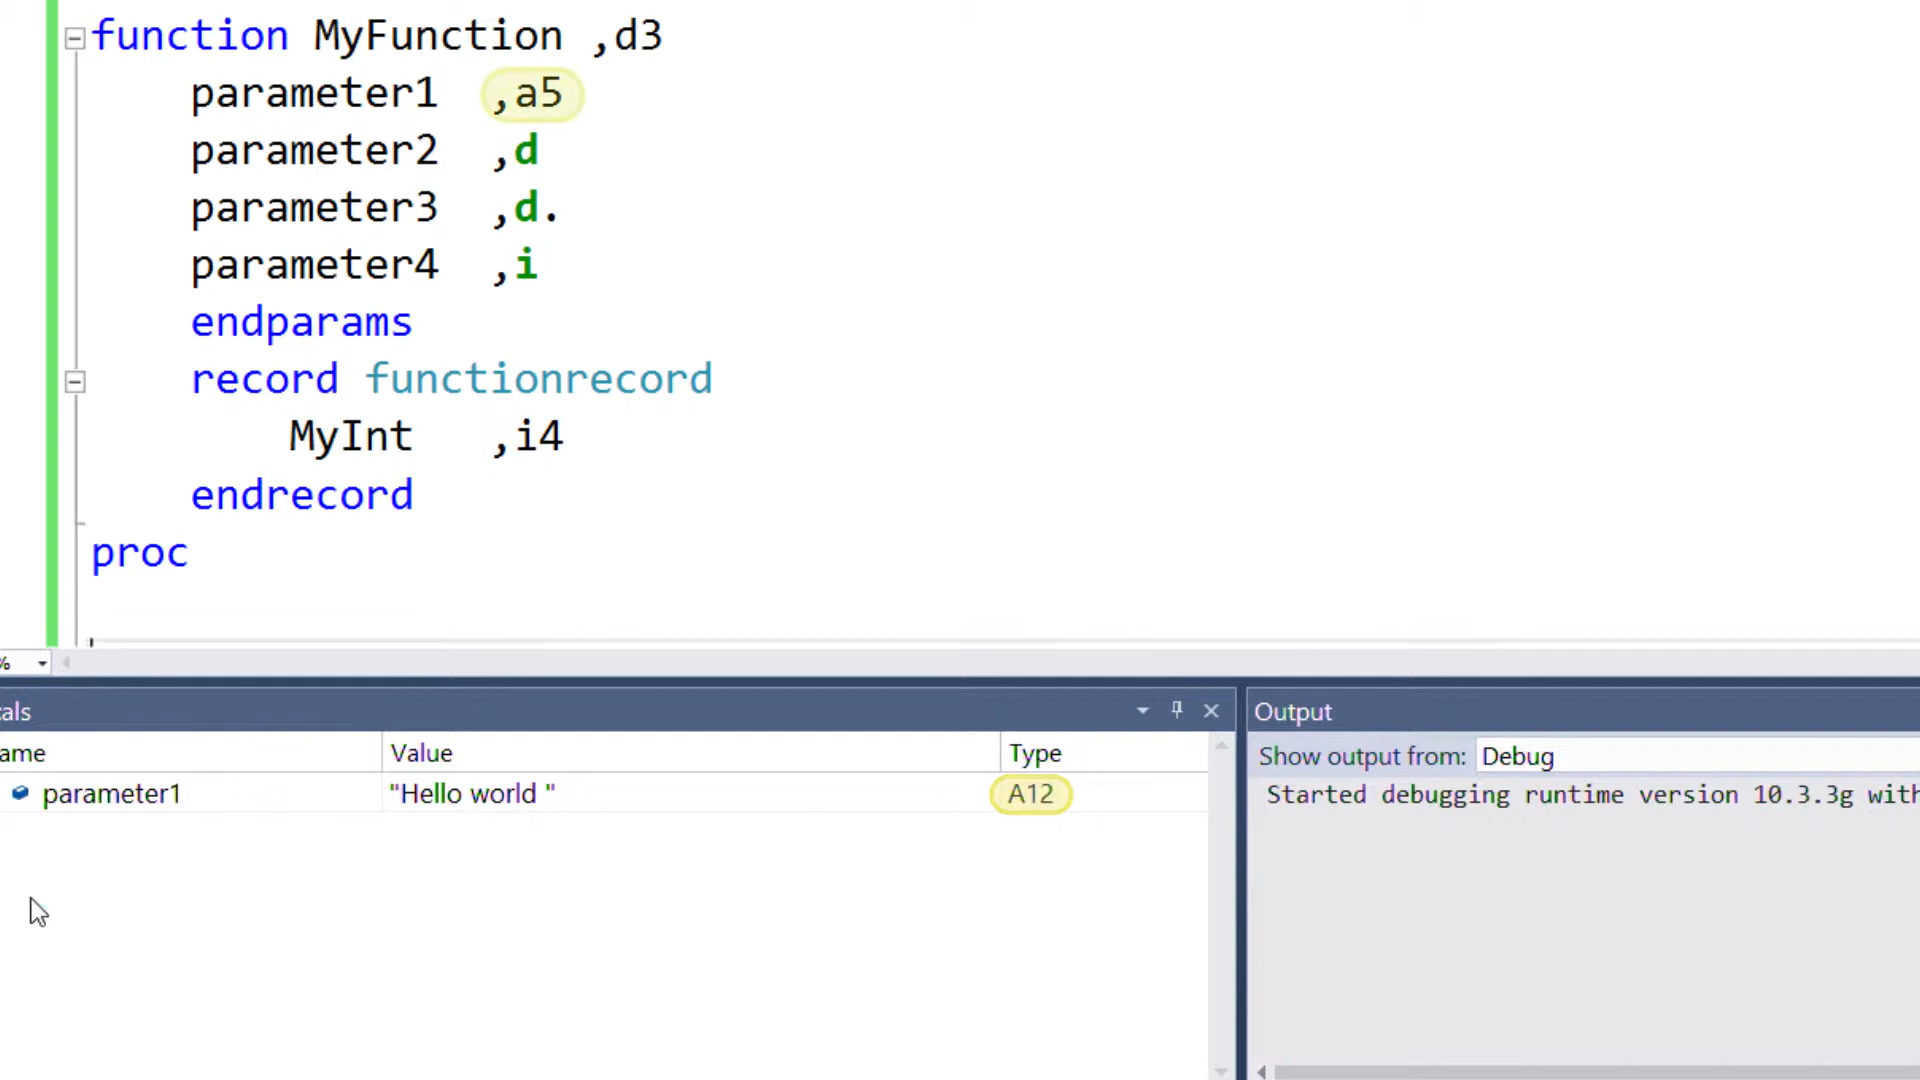 function MyFunction ,d3
parameter1 ,a5
parameter2 ,d
parameter3 ,d.
parameter4 ,i
endparams
record functionrecord
MyInt ,i4
endrecord
proc
%
als
Output
ame Value Type
Show output from: Debug
parameter1 "Hello world " A12
Started debugging runtime version 10.3.3g with